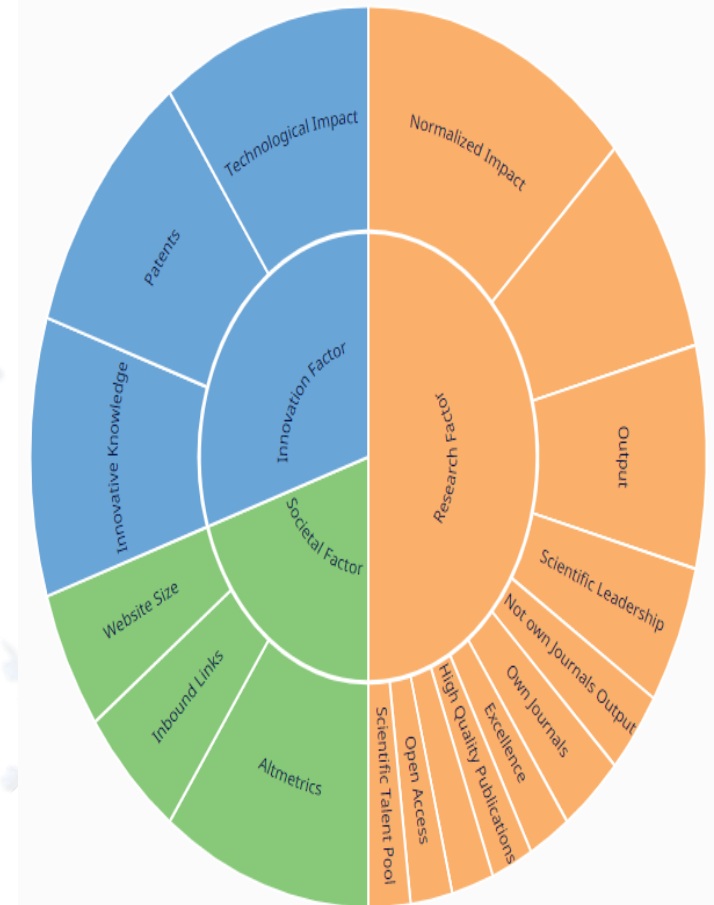 Technological Impact
Normalized Impact
Patents
Innovation Factor
Innovative Knowledge
Research Factor
Output
Societal Factor
Scientific Leadership
Website Size
Not own Journals Output
Inbound Links
Own Journals
Altmetrics
Excellence
High Quality Publications
Open Access
Scientific Talent Pool